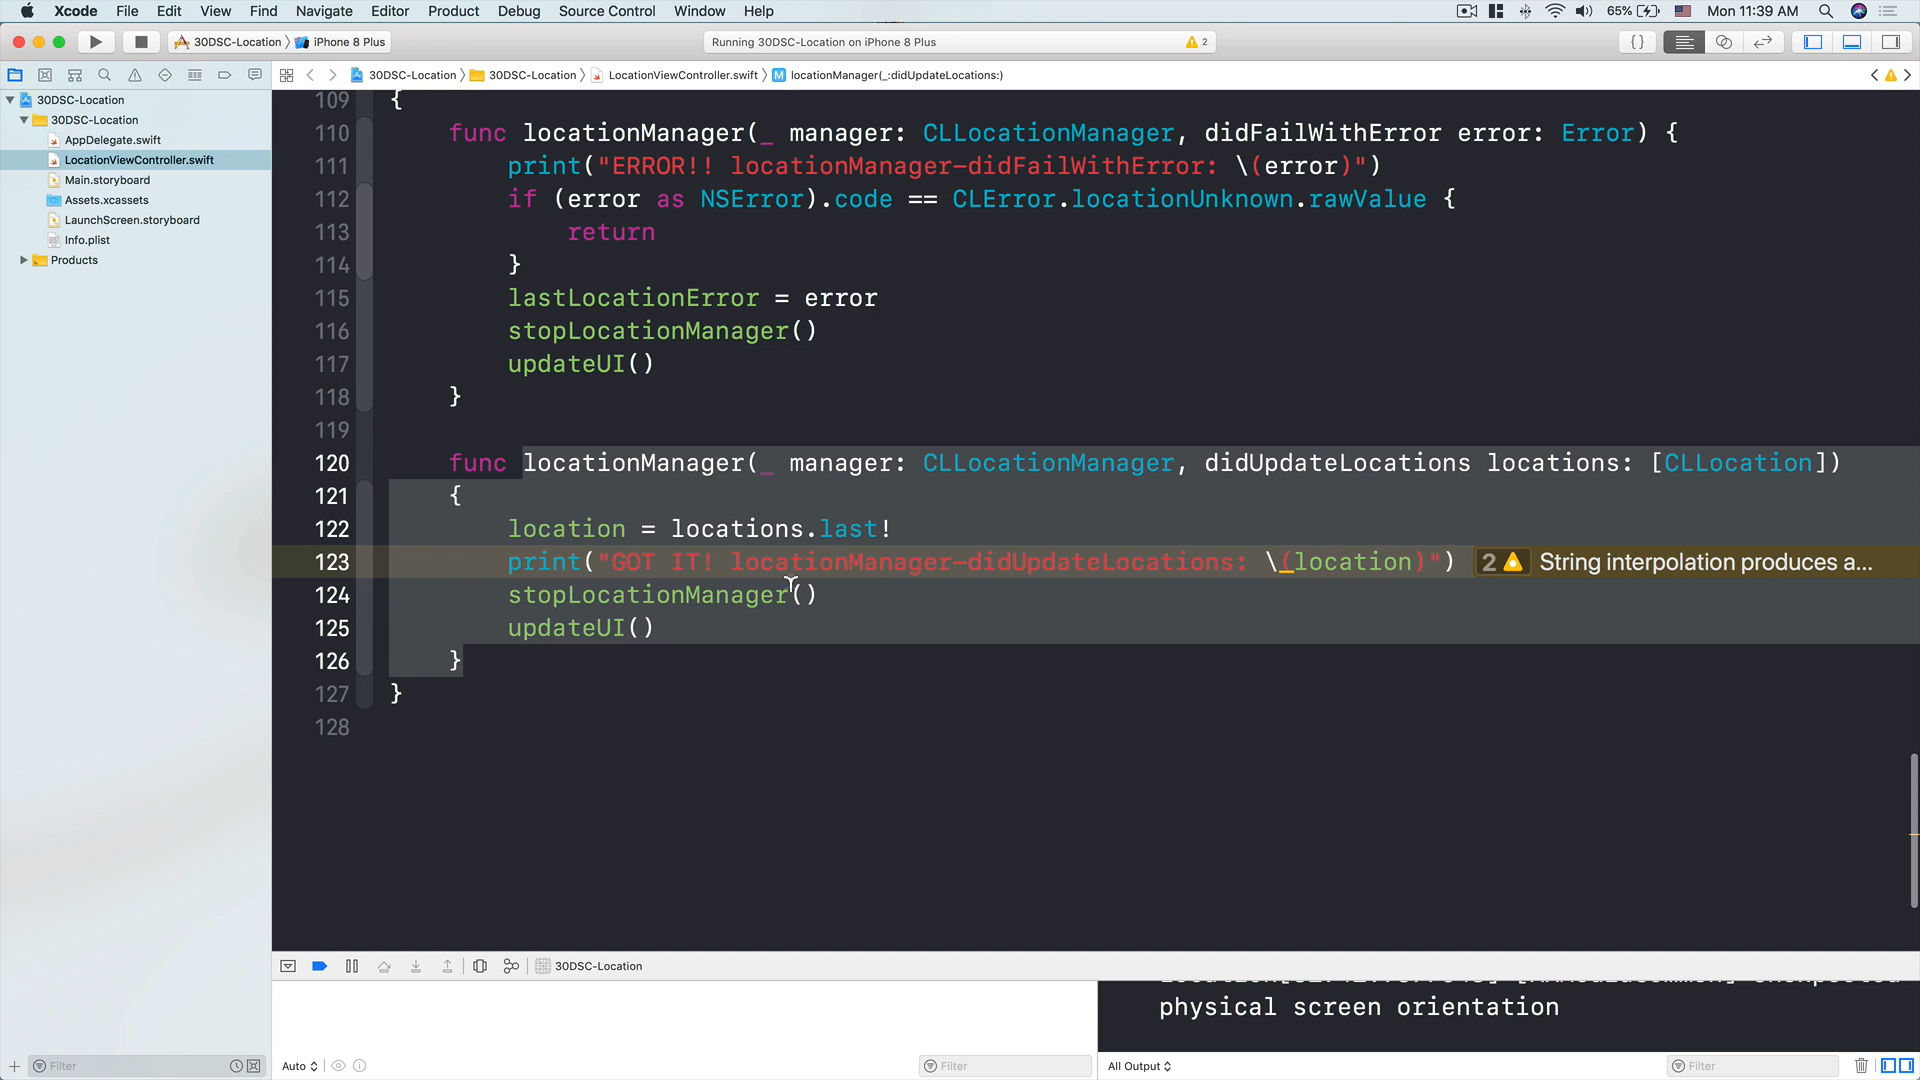 Xcode File Edit View Find Navigate Editor Product Debug Source Control Window Help 65% Mon 11:39 AM
30DSC-Location iPhone 8 Plus Running 30DSC-Location on iPhone 8 Plus 2
30DSC-Location 30DSC-Location LocationViewController.swift M locationManager(_:didUpdateLocations:)
30DSC-Location
30DSC-Location
AppDelegate.swift
LocationViewController.swift
Main.storyboard
Assets.xcassets
LaunchScreen.storyboard
Info.plist
Products
109 {
110 func locationManager(_ manager: CLLocationManager, didFailWithError error: Error) {
111 print("ERROR!! locationManager-didFailWithError: \(error)")
112 if (error as NSError).code == CLError.locationUnknown.rawValue {
113 return
114 }
115 lastLocationError = error
116 stopLocationManager()
117 updateUI()
118 }
119
120 func locationManager(_ manager: CLLocationManager, didUpdateLocations locations: [CLLocation])
121 {
122 location = locations.last!
123 print("GOT IT! locationManager-didUpdateLocations: \(location)") 2 String interpolation produces a...
124 stopLocationManager()
125 updateUI()
126 }
127 }
128
30DSC-Location
physical screen orientation
Filter Auto Filter All Output Filter